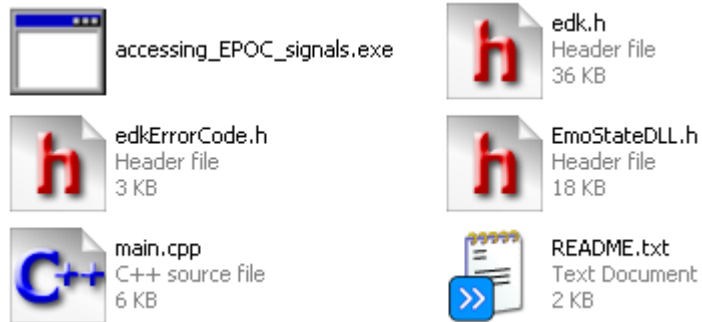 accessing_EPOC_signals.exe
edk.h
Header file
36 KB
edkErrorCode.h
Header file
3 KB
EmoStateDLL.h
Header file
18 KB
main.cpp
C++ source file
6 KB
README.txt
Text Document
2 KB